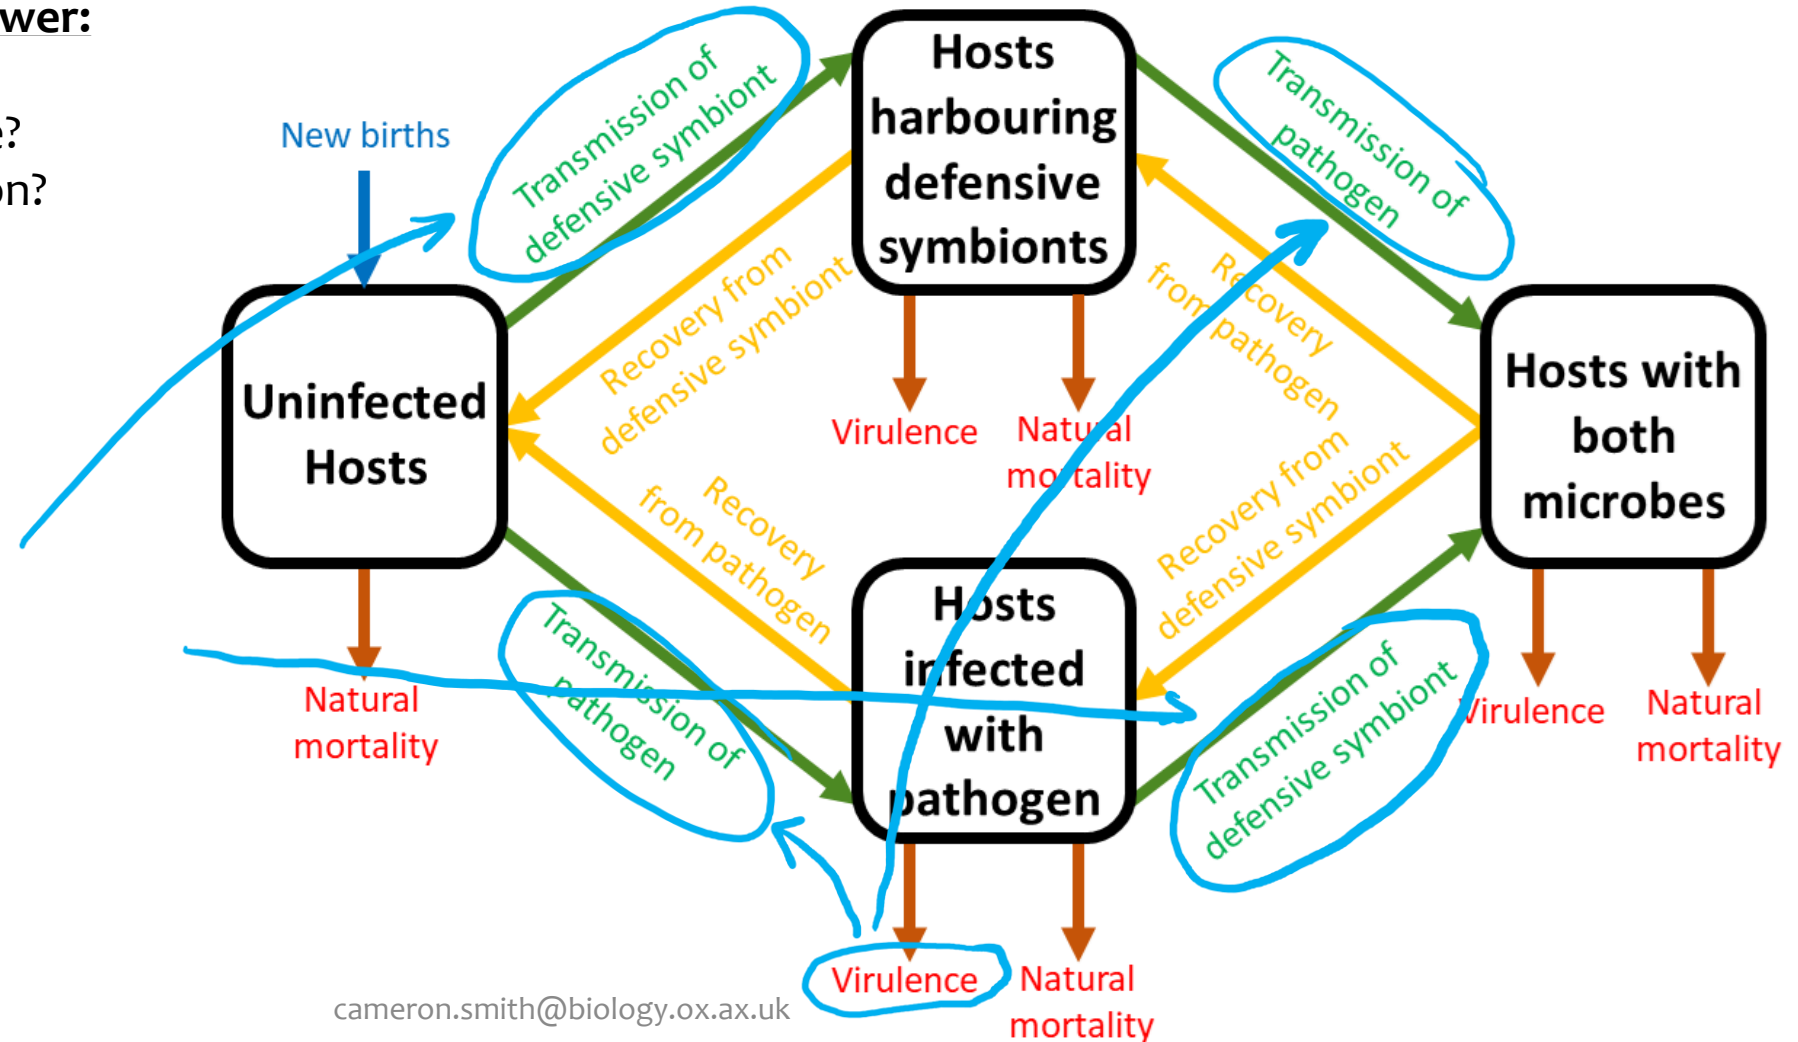 wer:
e?
on?
New births
Transmission of
defensive symbiont
Hosts
harbouring
defensive
symbionts
Transmission of
pathogen
Uninfected
Hosts
Recovery from
defensive symbiont
Recovery
from pathogen
Virulence
Natural
mortality
Hosts with
both
microbes
Recovery
from pathogen
Recovery from
defensive symbiont
Transmission of
pathogen
Hosts
infected
with
pathogen
Transmission of
defensive symbiont
Natural
mortality
Virulence
Natural
mortality
Virulence
Natural
mortality
cameron.smith@biology.ox.ax.uk